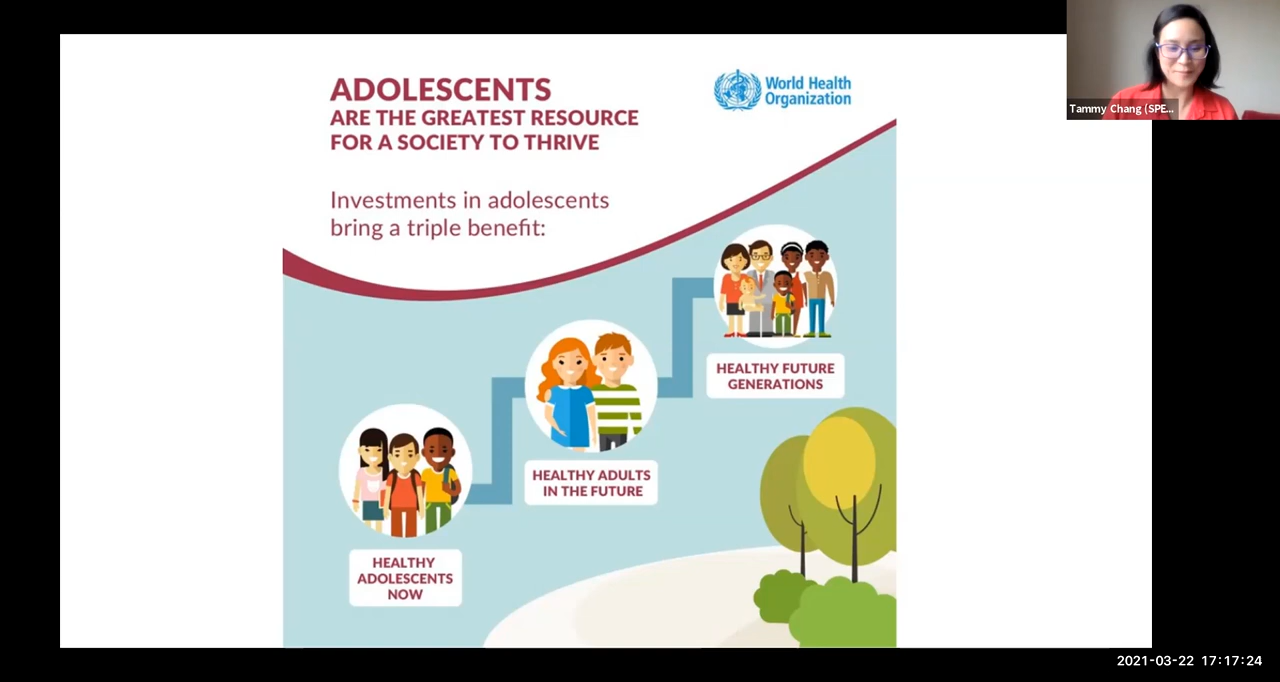 ADOLESCENTS
ARE THE GREATEST RESOURCE
FOR A SOCIETY TO THRIVE
World Health
Organization
Tammy Chang (SPE...
Investments in adolescents
bring a triple benefit:
HEALTHY FUTURE
GENERATIONS
HEALTHY ADULTS
IN THE FUTURE
HEALTHY
ADOLESCENTS
NOW
2021-03-22 17:17:24